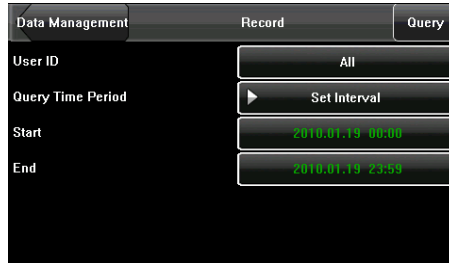 Data Management Record Query
User ID All
Query Time Period Set Interval
Start 2010.01.19 00:00
End 2010.01.19 23:59